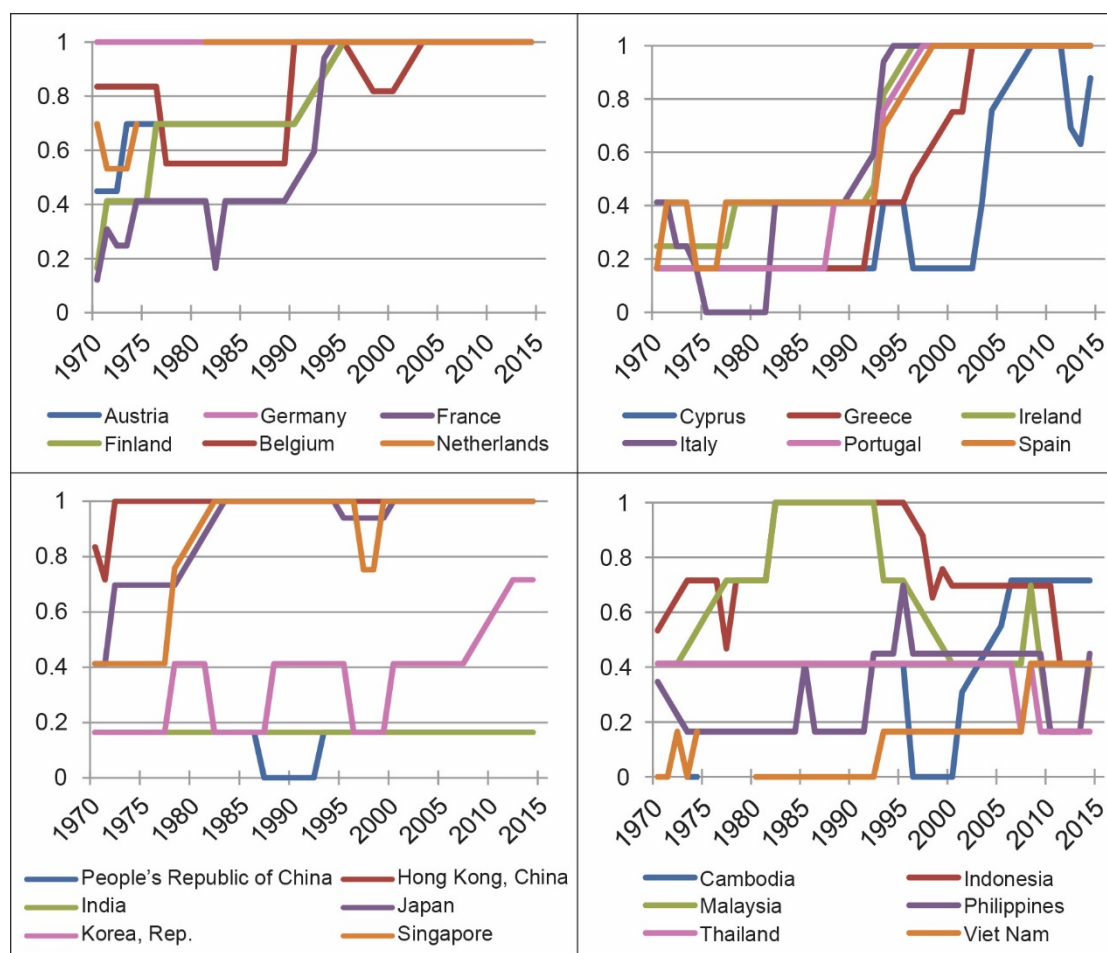 1
0.8
0.6
0.4
0.2
0
1970 1975 1980 1985 1990 1995 2000 2005 2010 2015
Austria Germany France
Finland Belgium Netherlands
1
0.8
0.6
0.4
0.2
0
1970 1975 1980 1985 1990 1995 2000 2005 2010 2015
Cyprus Greece Ireland
Italy Portugal Spain
1
0.8
0.6
0.4
0.2
0
1970 1975 1980 1985 1990 1995 2000 2005 2010 2015
People’s Republic of China Hong Kong, China
India Japan
Korea, Rep. Singapore
1
0.8
0.6
0.4
0.2
0
1970 1975 1980 1985 1990 1995 2000 2005 2010 2015
Cambodia Indonesia
Malaysia Philippines
Thailand Viet Nam